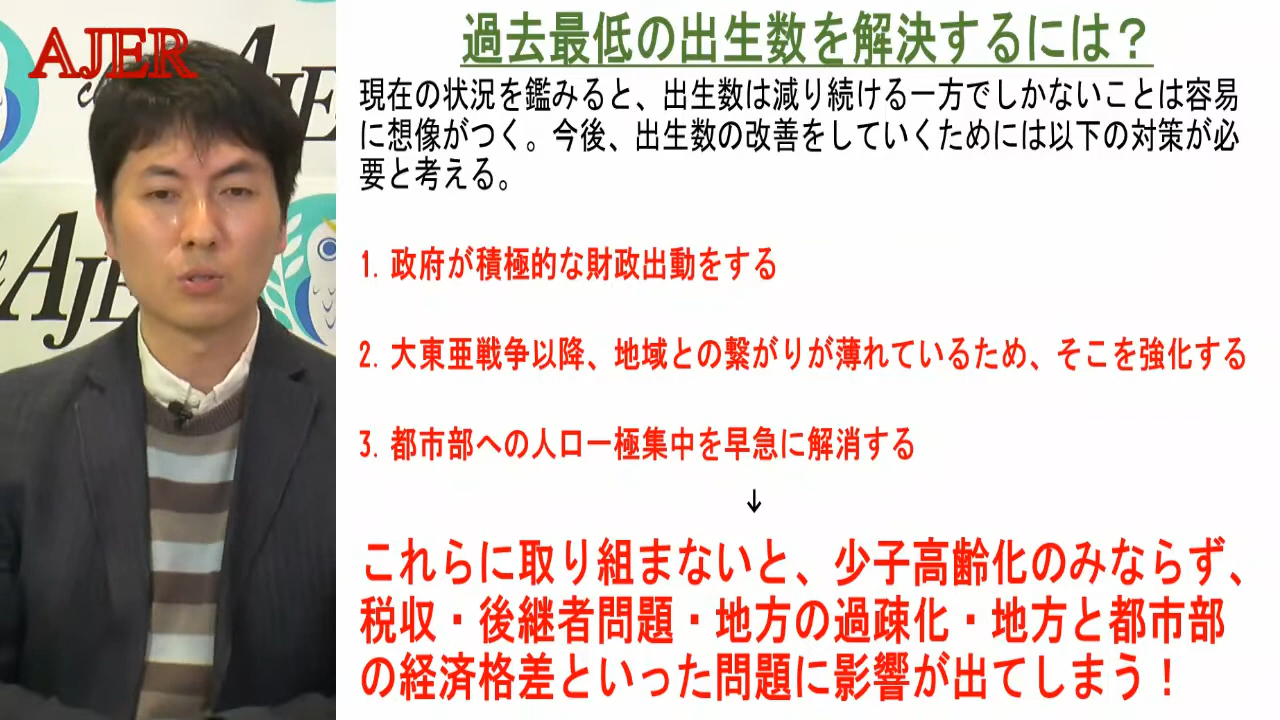 AJER
過去最低の出生数を解決するには？
現在の状況を鑑みると、出生数は減り続ける一方でしかないことは容易
に想像がつく。今後、出生数の改善をしていくためには以下の対策が必
要と考える。
1. 政府が積極的な財政出動をする
2. 大東亜戦争以降、地域との繋がりが薄れているため、そこを強化する
3. 都市部への人口一極集中を早急に解消する
↓
これらに取り組まないと、少子高齢化のみならず、
税収・後継者問題・地方の過疎化・地方と都市部
の経済格差といった問題に影響が出てしまう！
AJER